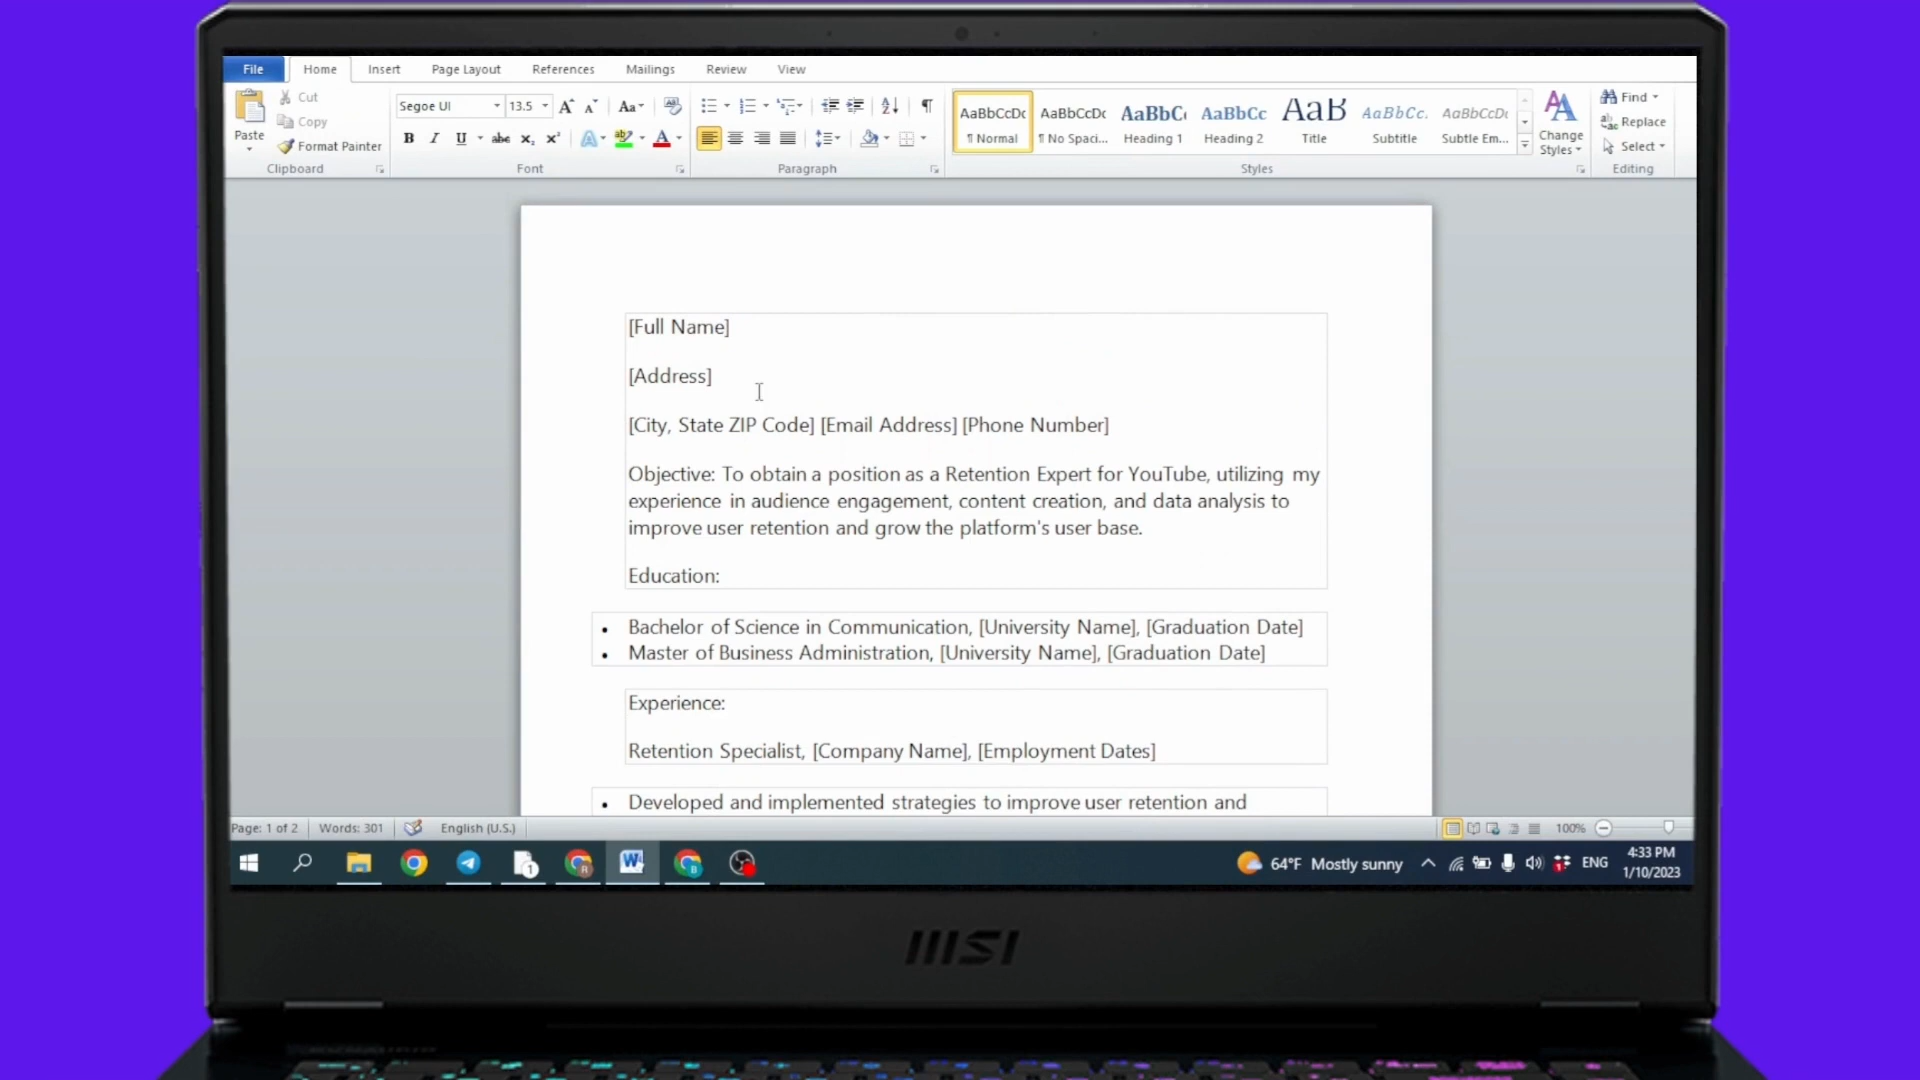 File Home Insert Page Layout References Mailings Review View
Cut
Copy
Paste
Format Painter
Clipboard
Segoe UI 13.5
Font
Paragraph
AaBbCcDc AaBbCcDc AaBbC AaBbCc AaB AaBbCc. AaBbCcDc
¶ Normal ¶ No Spaci... Heading 1 Heading 2 Title Subtitle Subtle Em...
Styles
Change
Styles
Find
Replace
Select
Editing
[Full Name]
[Address]
[City, State ZIP Code] [Email Address] [Phone Number]
Objective: To obtain a position as a Retention Expert for YouTube, utilizing my
experience in audience engagement, content creation, and data analysis to
improve user retention and grow the platform's user base.
Education:
• Bachelor of Science in Communication, [University Name], [Graduation Date]
• Master of Business Administration, [University Name], [Graduation Date]
Experience:
Retention Specialist, [Company Name], [Employment Dates]
• Developed and implemented strategies to improve user retention and
Page: 1 of 2 Words: 301 English (U.S.) 100%
64°F Mostly sunny ENG 4:33 PM
1/10/2023
msi